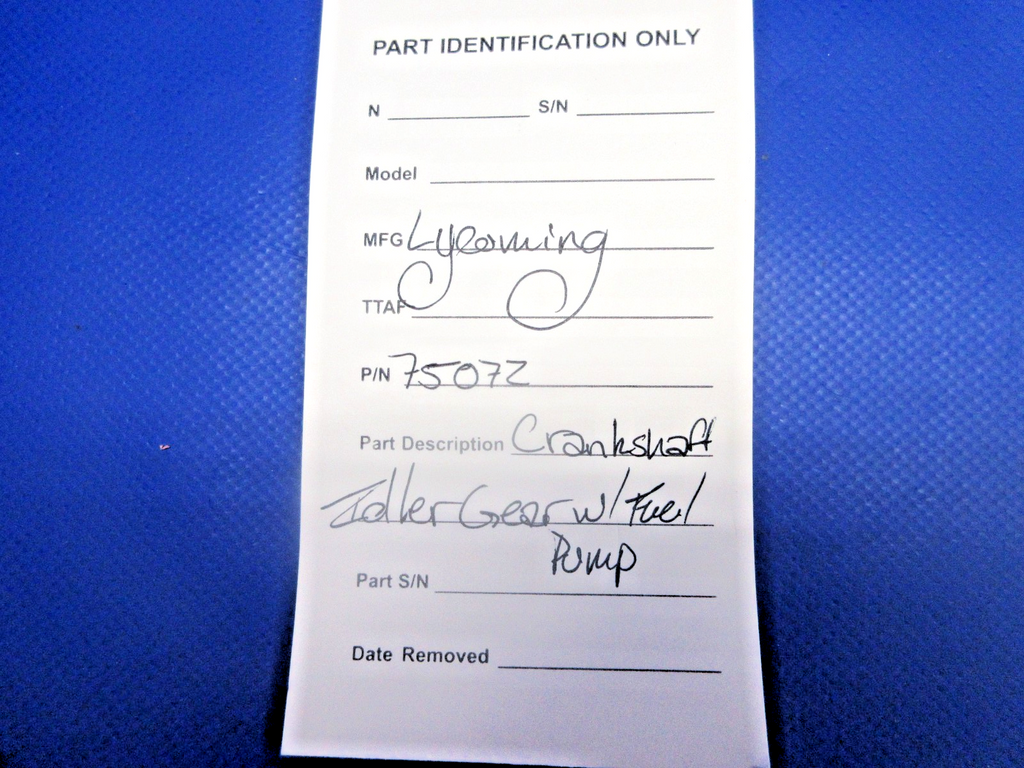 PART IDENTIFICATION ONLY
N S/N
Model
MFG Lycoming
TTAF
P/N 75072
Part Description Crankshaft
Idler Gear w/ Fuel
Pump
Part S/N
Date Removed